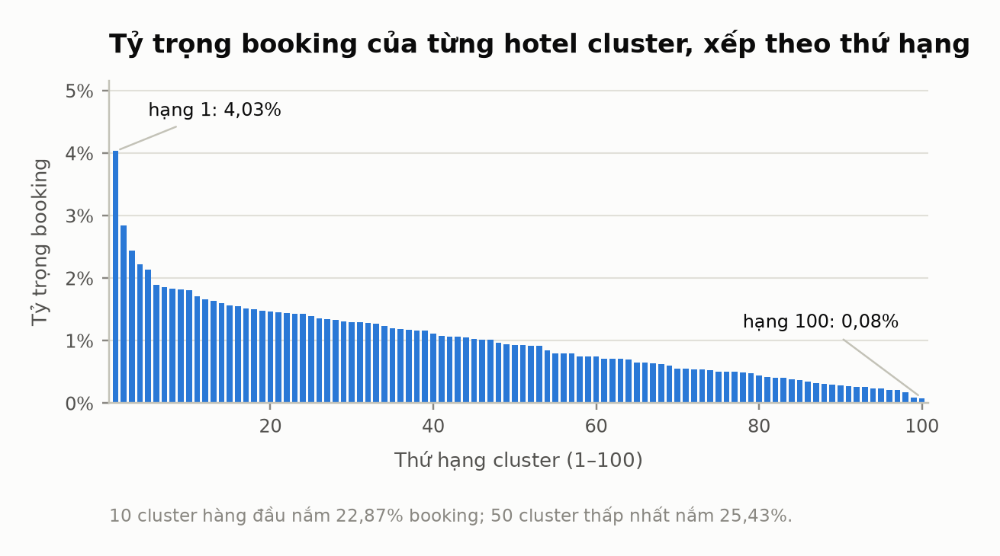 Tỷ trọng booking của từng hotel cluster, xếp theo thứ hạng
5%
hạng 1: 4,03%
4%
3%
2%
hạng 100: 0,08%
1%
0%
Tỷ trọng booking
20
40
60
80
100
Thứ hạng cluster (1–100)
10 cluster hàng đầu nắm 22,87% booking; 50 cluster thấp nhất nắm 25,43%.